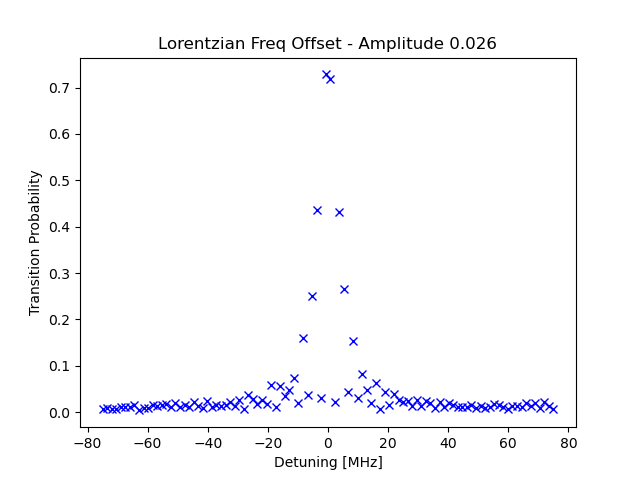 Lorentzian Freq Offset - Amplitude 0.026
Transition Probability
0.7
0.6
0.5
0.4
0.3
0.2
0.1
0.0
−80 −60 −40 −20 0 20 40 60 80
Detuning [MHz]